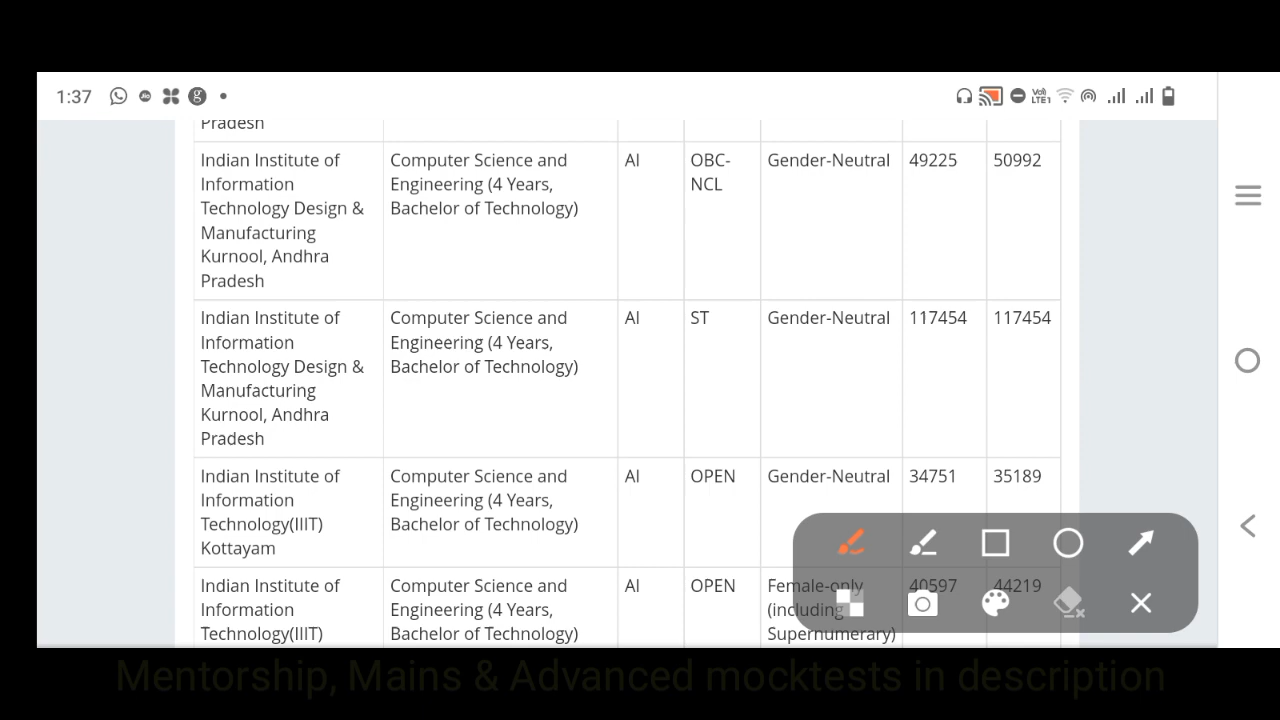 1:37
Pradesh
Indian Institute of
Information
Technology Design &
Manufacturing
Kurnool, Andhra
Pradesh
Computer Science and
Engineering (4 Years,
Bachelor of Technology)
AI
OBC-
NCL
Gender-Neutral
49225
50992
Indian Institute of
Information
Technology Design &
Manufacturing
Kurnool, Andhra
Pradesh
Computer Science and
Engineering (4 Years,
Bachelor of Technology)
AI
ST
Gender-Neutral
117454
117454
Indian Institute of
Information
Technology(IIIT)
Kottayam
Computer Science and
Engineering (4 Years,
Bachelor of Technology)
AI
OPEN
Gender-Neutral
34751
35189
Indian Institute of
Information
Technology(IIIT)
Computer Science and
Engineering (4 Years,
Bachelor of Technology)
AI
OPEN
Female-only
(including
Supernumerary)
40597
44219
Mentorship, Mains & Advanced mocktests in description